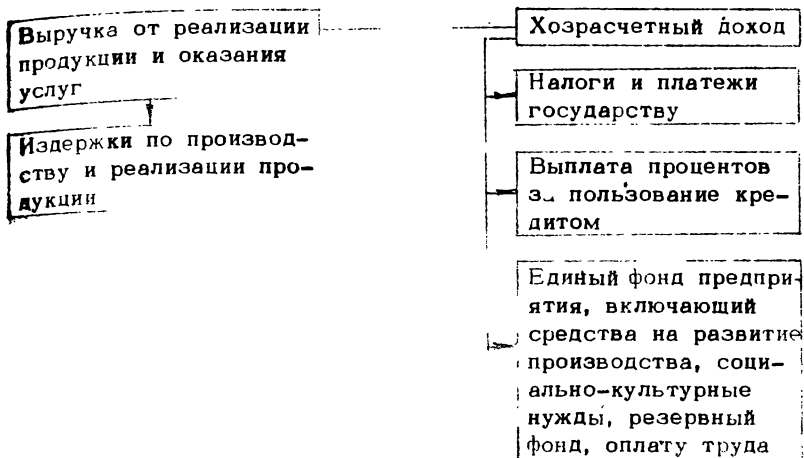 Выручка от реализации
продукции и оказания
услуг
Издержки по производ-
ству и реализации про-
дукции
Хозрасчетный доход
Налоги и платежи
государству
Выплата процентов
за пользование кре-
дитом
Единый фонд предпри-
ятия, включающий
средства на развитие
производства, соци-
ально-культурные
нужды, резервный
фонд, оплату труда